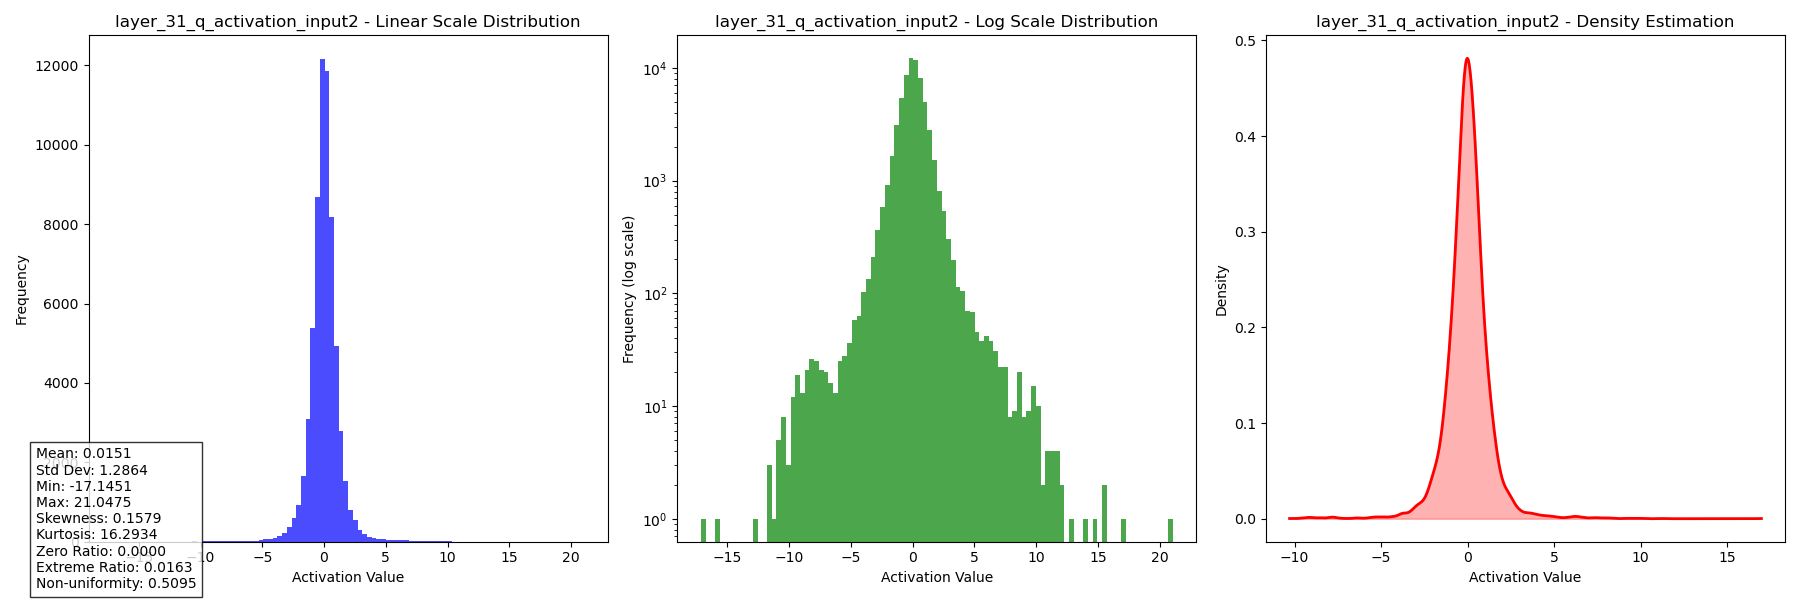 layer_31_q_activation_input2 - Linear Scale Distribution
12000
10000
8000
6000
4000
Frequency
−10 −5 0 5 10 15 20
Activation Value
Mean: 0.0151
Std Dev: 1.2864
Min: -17.1451
Max: 21.0475
Skewness: 0.1579
Kurtosis: 16.2934
Zero Ratio: 0.0000
Extreme Ratio: 0.0163
Non-uniformity: 0.5095
layer_31_q_activation_input2 - Log Scale Distribution
10⁴
10³
10²
10¹
10⁰
Frequency (log scale)
−15 −10 −5 0 5 10 15 20
Activation Value
layer_31_q_activation_input2 - Density Estimation
0.5
0.4
0.3
0.2
0.1
0.0
Density
−10 −5 0 5 10 15
Activation Value